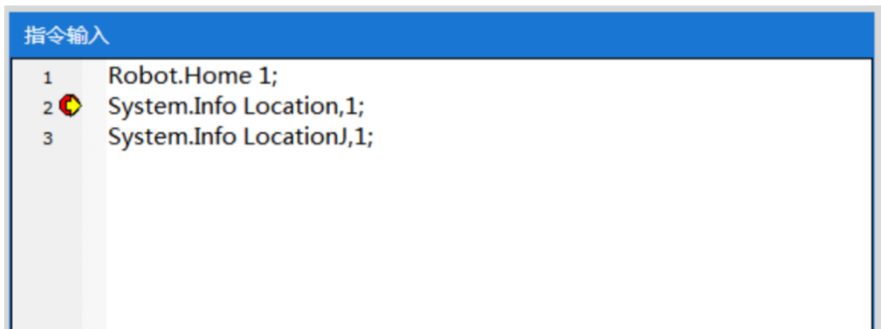 指令输入
1 Robot.Home 1;
2 System.Info Location,1;
3 System.Info LocationJ,1;